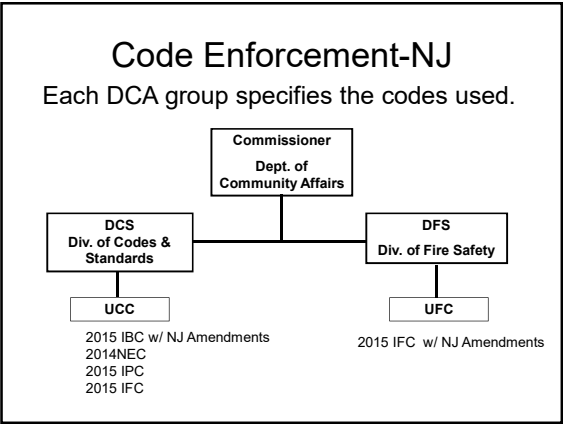 Code Enforcement-NJ
Each DCA group specifies the codes used.
Commissioner
Dept. of
Community Affairs
DCS
Div. of Codes &
Standards
DFS
Div. of Fire Safety
UCC
UFC
2015 IBC w/ NJ Amendments
2014NEC
2015 IPC
2015 IFC
2015 IFC  w/ NJ Amendments